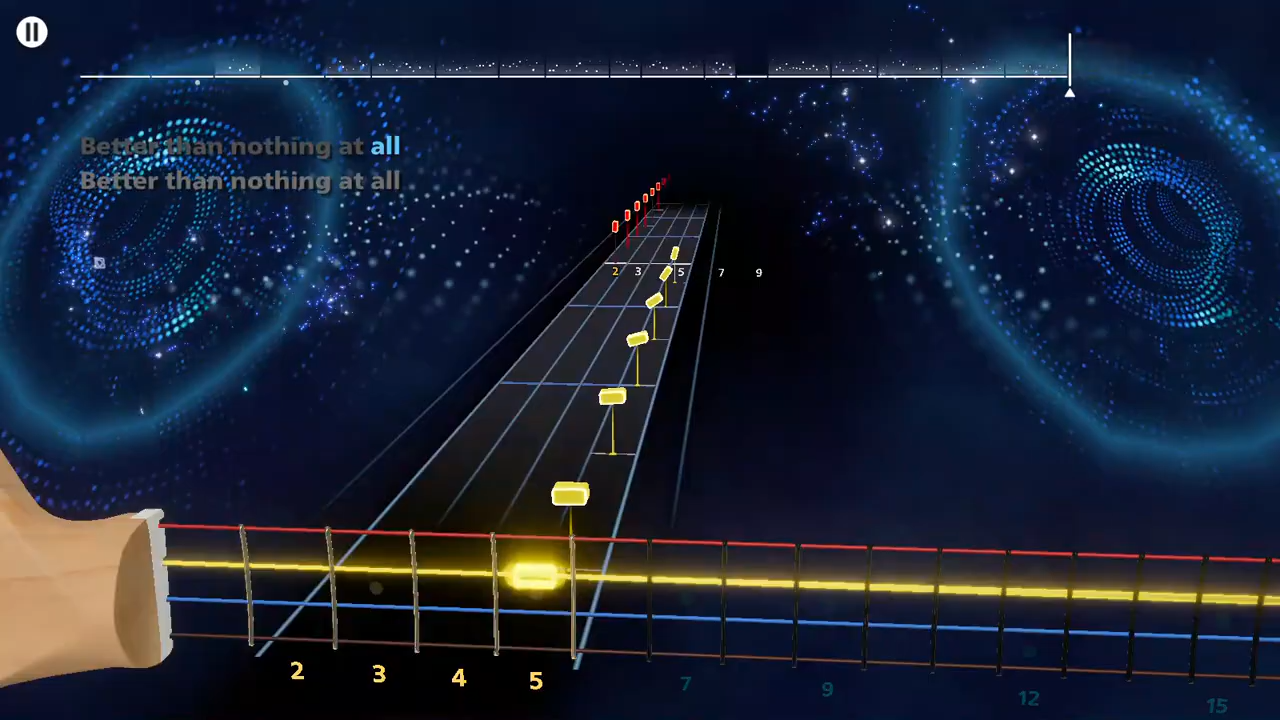 Better than nothing at all
Better than nothing at all
2 3 5 7 9
2 3 4 5 7 9 12 15